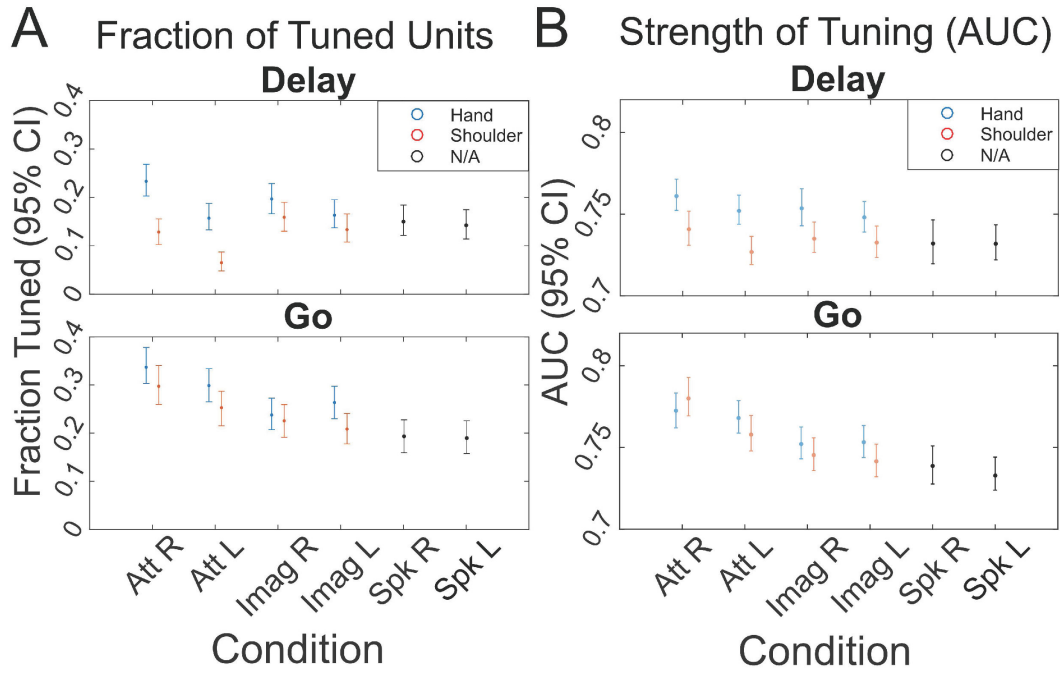 A Fraction of Tuned Units
Delay
Fraction Tuned (95% CI)
0.4
0.3
0.2
0.1
0
Hand
Shoulder
N/A
Go
0.4
0.3
0.2
0.1
0
Att R
Att L
Imag R
Imag L
Spk R
Spk L
Condition
B Strength of Tuning (AUC)
Delay
AUC (95% CI)
0.8
0.75
0.7
Hand
Shoulder
N/A
Go
0.8
0.75
0.7
Att R
Att L
Imag R
Imag L
Spk R
Spk L
Condition